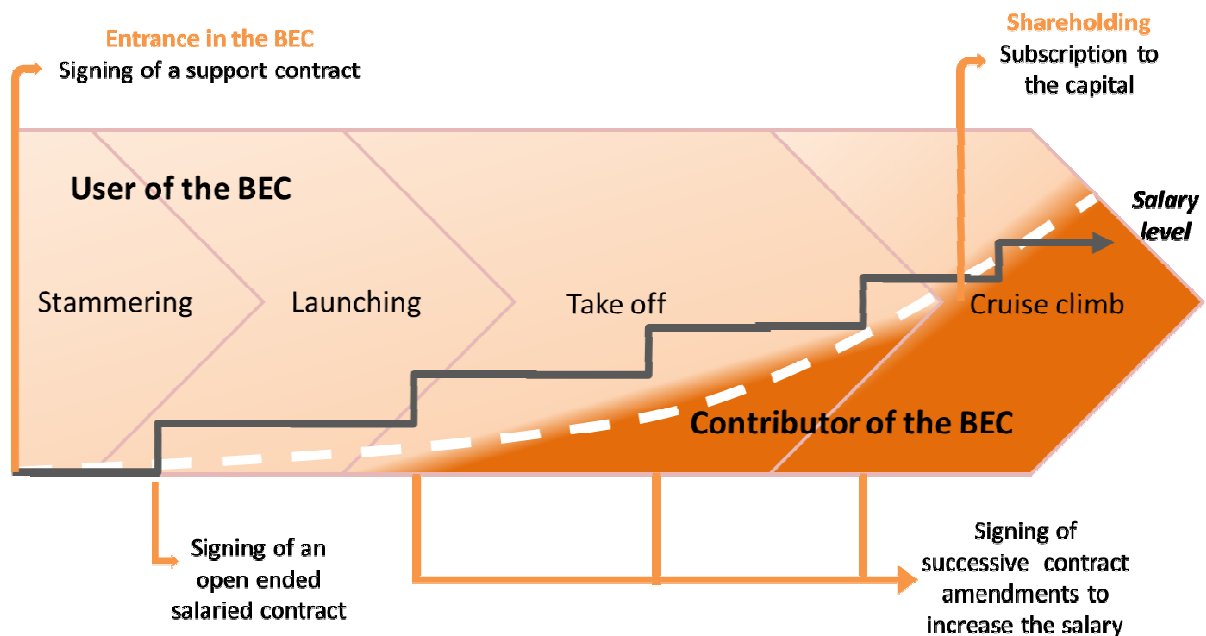 Entrance in the BEC
Signing of a support contract
Shareholding
Subscription to
the capital
User of the BEC
Salary
level
Stammering
Launching
Take off
Cruise climb
Contributor of the BEC
Signing of an
open ended
salaried contract
Signing of
successive contract
amendments to
increase the salary